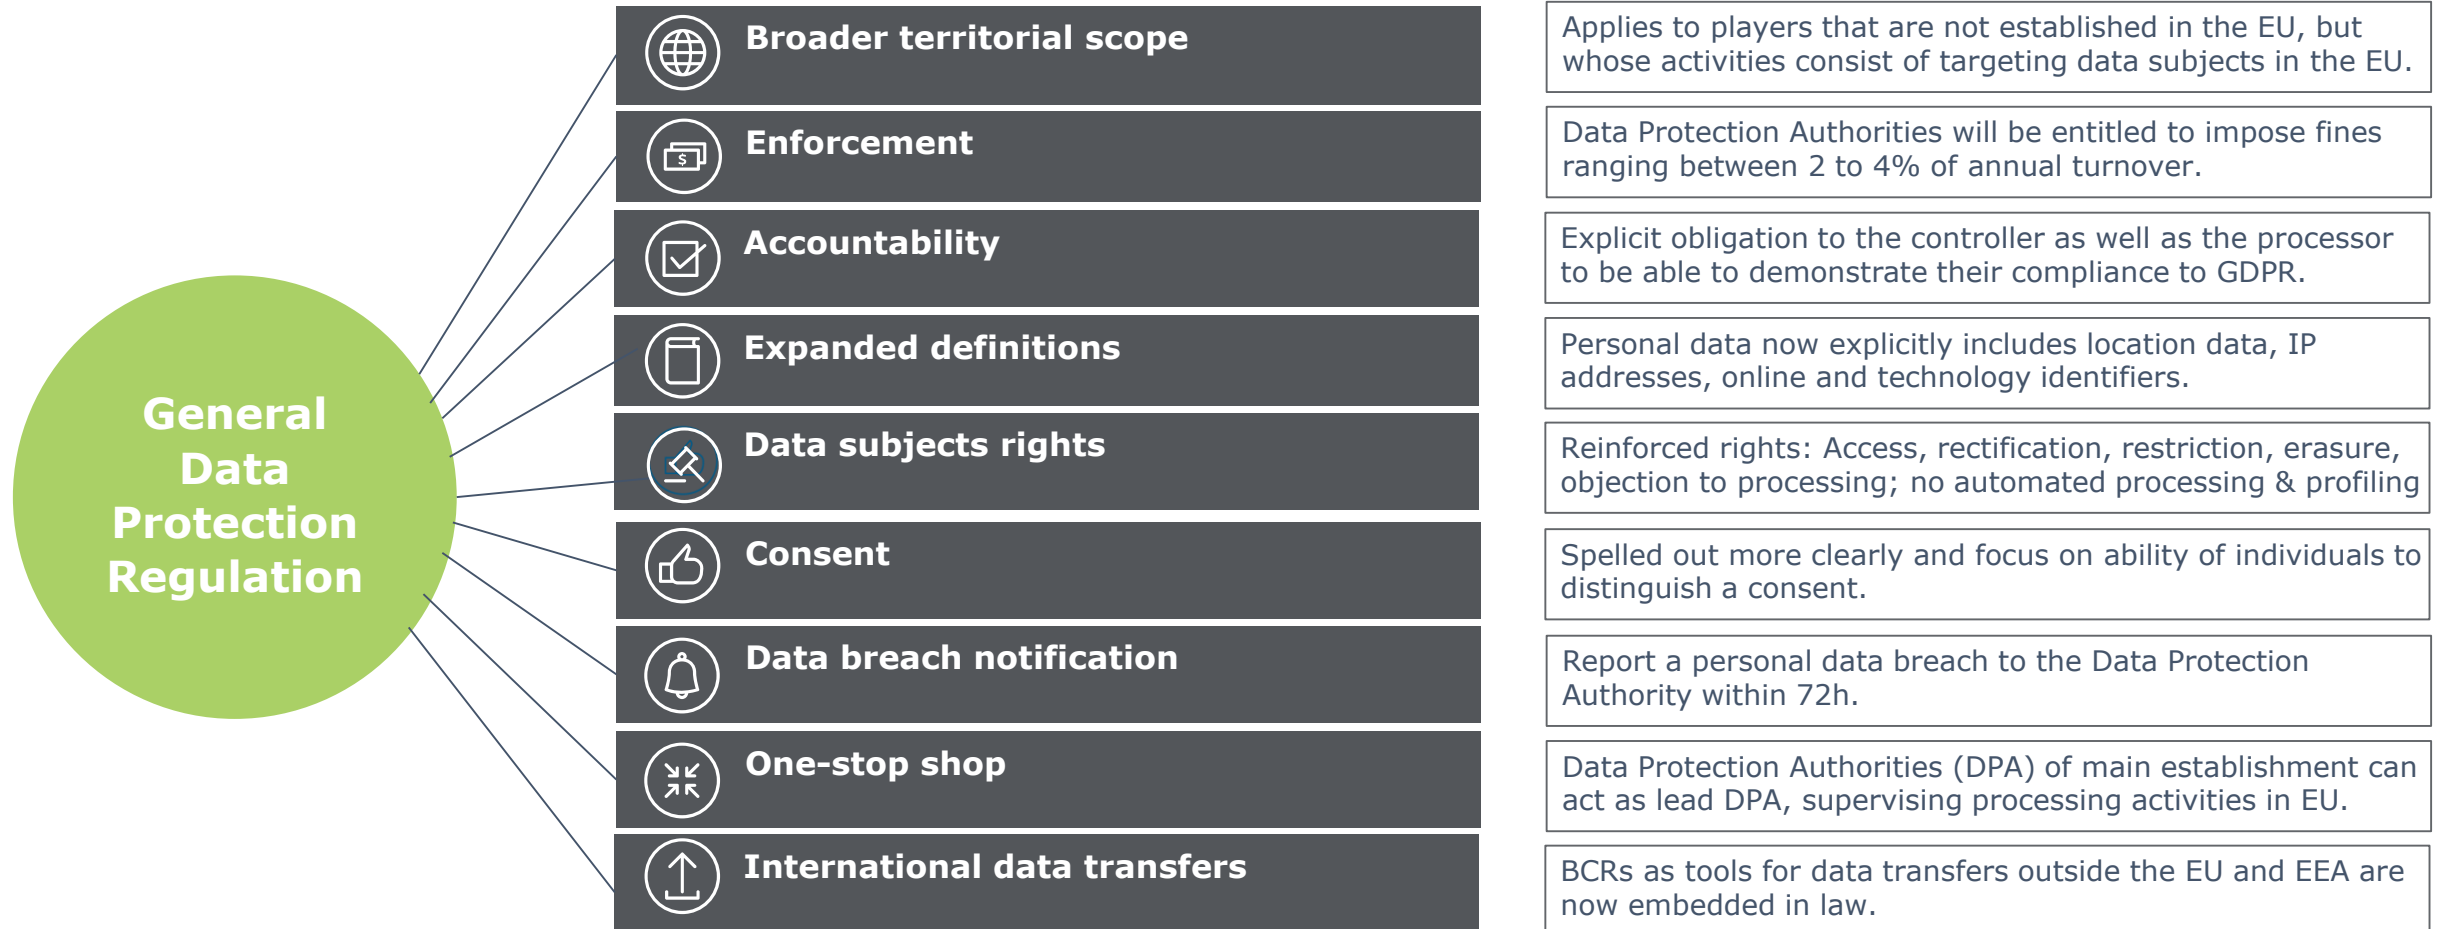 General
Data
Protection
Regulation
Broader territorial scope
Applies to players that are not established in the EU, but
whose activities consist of targeting data subjects in the EU.
Enforcement
Data Protection Authorities will be entitled to impose fines
ranging between 2 to 4% of annual turnover.
Accountability
Explicit obligation to the controller as well as the processor
to be able to demonstrate their compliance to GDPR.
Expanded definitions
Personal data now explicitly includes location data, IP
addresses, online and technology identifiers.
Data subjects rights
Reinforced rights: Access, rectification, restriction, erasure,
objection to processing; no automated processing & profiling
Consent
Spelled out more clearly and focus on ability of individuals to
distinguish a consent.
Data breach notification
Report a personal data breach to the Data Protection
Authority within 72h.
One-stop shop
Data Protection Authorities (DPA) of main establishment can
act as lead DPA, supervising processing activities in EU.
International data transfers
BCRs as tools for data transfers outside the EU and EEA are
now embedded in law.